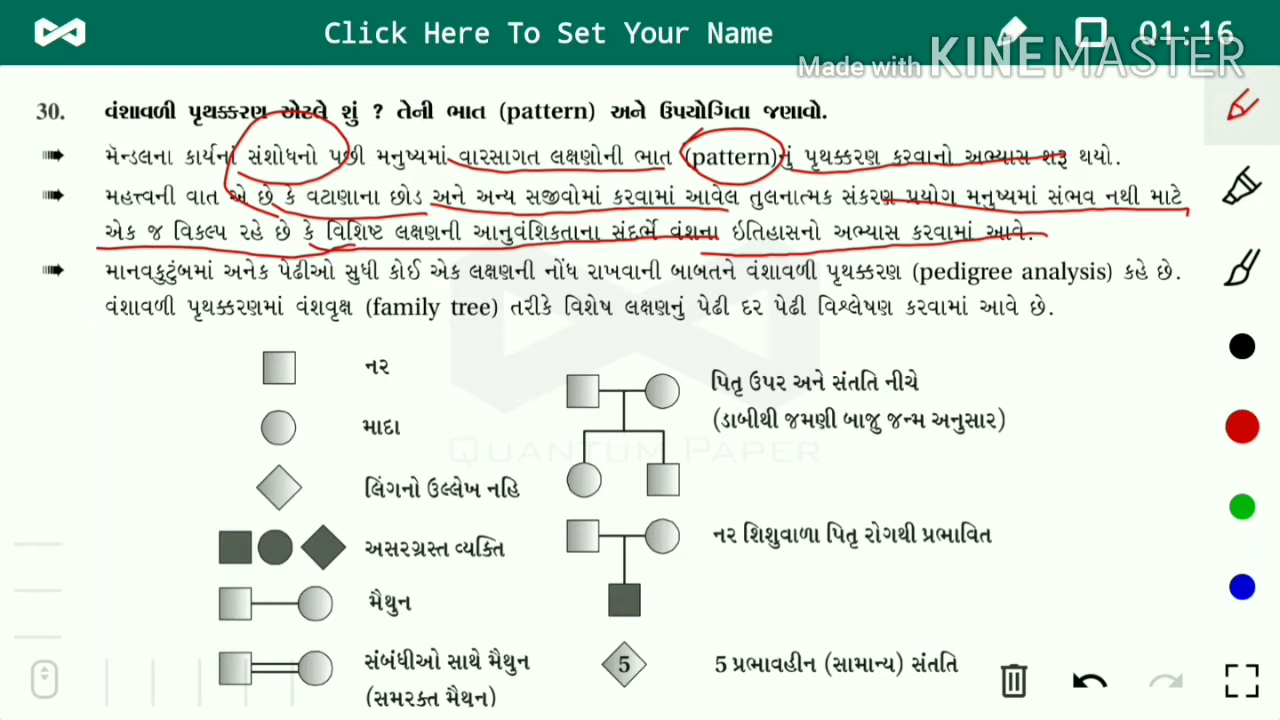 Click Here To Set Your Name
01:16
Made with KINEMASTER
30. વંશાવળી પૃથક્કરણ એટલે શું ? તેની ભાત (pattern) અને ઉપયોગિતા જણાવો.
મૅન્ડલના કાર્યનાં સંશોધનો પછી મનુષ્યમાં વારસાગત લક્ષણોની ભાત (pattern)નું પૃથક્કરણ કરવાનો અભ્યાસ શરૂ થયો.
મહત્ત્વની વાત એ છે કે વટાણાના છોડ અને અન્ય સજીવોમાં કરવામાં આવેલ તુલનાત્મક સંકરણ પ્રયોગ મનુષ્યમાં સંભવ નથી માટે
એક જ વિકલ્પ રહે છે કે વિશિષ્ટ લક્ષણની આનુવંશિકતાના સંદર્ભે વંશના ઇતિહાસનો અભ્યાસ કરવામાં આવે.
માનવકુટુંબમાં અનેક પેઢીઓ સુધી કોઈ એક લક્ષણની નોંધ રાખવાની બાબતને વંશાવળી પૃથક્કરણ (pedigree analysis) કહે છે.
વંશાવળી પૃથક્કરણમાં વંશવૃક્ષ (family tree) તરીકે વિશેષ લક્ષણનું પેઢી દર પેઢી વિશ્લેષણ કરવામાં આવે છે.
નર
માદા
લિંગનો ઉલ્લેખ નહિ
અસરગ્રસ્ત વ્યક્તિ
મૈથુન
સંબંધીઓ સાથે મૈથુન
(સમરક્ત મૈથન)
પિતૃ ઉપર અને સંતતિ નીચે
(ડાબીથી જમણી બાજુ જન્મ અનુસાર)
નર શિશુવાળા પિતૃ રોગથી પ્રભાવિત
5
5 પ્રભાવહીન (સામાન્ય) સંતતિ
QUANTUM PAPER